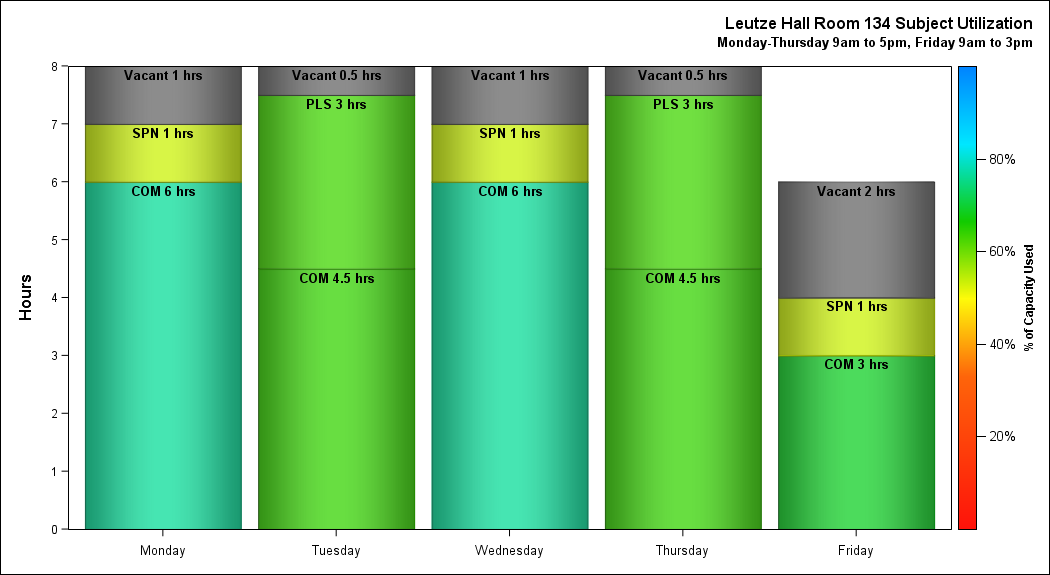 Leutze Hall Room 134 Subject Utilization
Monday-Thursday 9am to 5pm, Friday 9am to 3pm
8
7
6
5
4
3
2
1
0
Hours
Vacant 1 hrs
SPN 1 hrs
COM 6 hrs
Vacant 0.5 hrs
PLS 3 hrs
COM 4.5 hrs
Vacant 1 hrs
SPN 1 hrs
COM 6 hrs
Vacant 0.5 hrs
PLS 3 hrs
COM 4.5 hrs
Vacant 2 hrs
SPN 1 hrs
COM 3 hrs
Monday
Tuesday
Wednesday
Thursday
Friday
80%
60%
40%
20%
% of Capacity Used